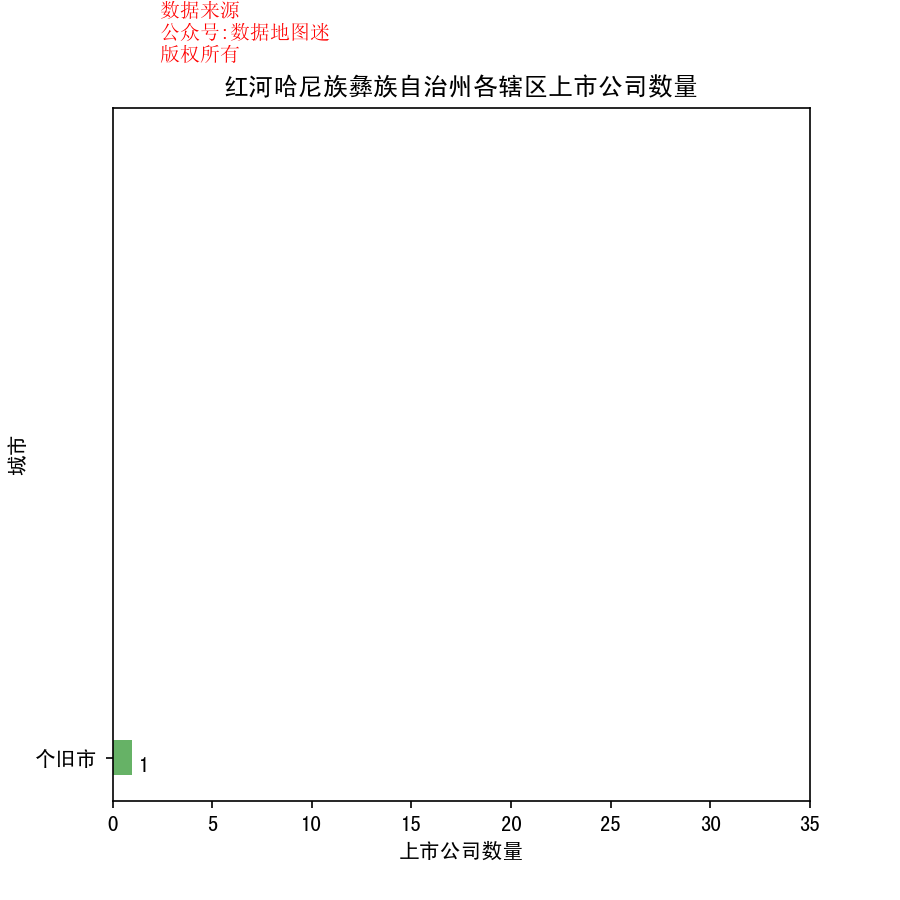 数据来源
公众号:数据地图迷
版权所有
红河哈尼族彝族自治州各辖区上市公司数量
城市
个旧市
1
0 5 10 15 20 25 30 35
上市公司数量